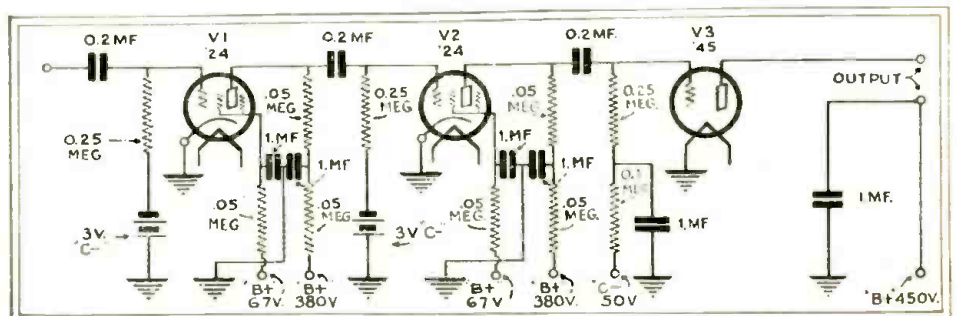 0.2 MF
V1
'24
0.2 MF
V2
'24
0.2 MF.
V3
'45
OUTPUT
0.25
MEG
.05
MEG
1.MF
1.MF
0.25
MEG
.05
MEG.
1.MF
1.MF
0.25
MEG
0.1
MEG
1.MF
1.MF.
3V.
"C-"
.05
MEG
.05
MEG
3V "C-"
.05
MEG.
.05
MEG.
"B+"
67V.
"B+"
380V.
"B+"
67V
"B+"
380V.
"C-"
50V
"B+450V.